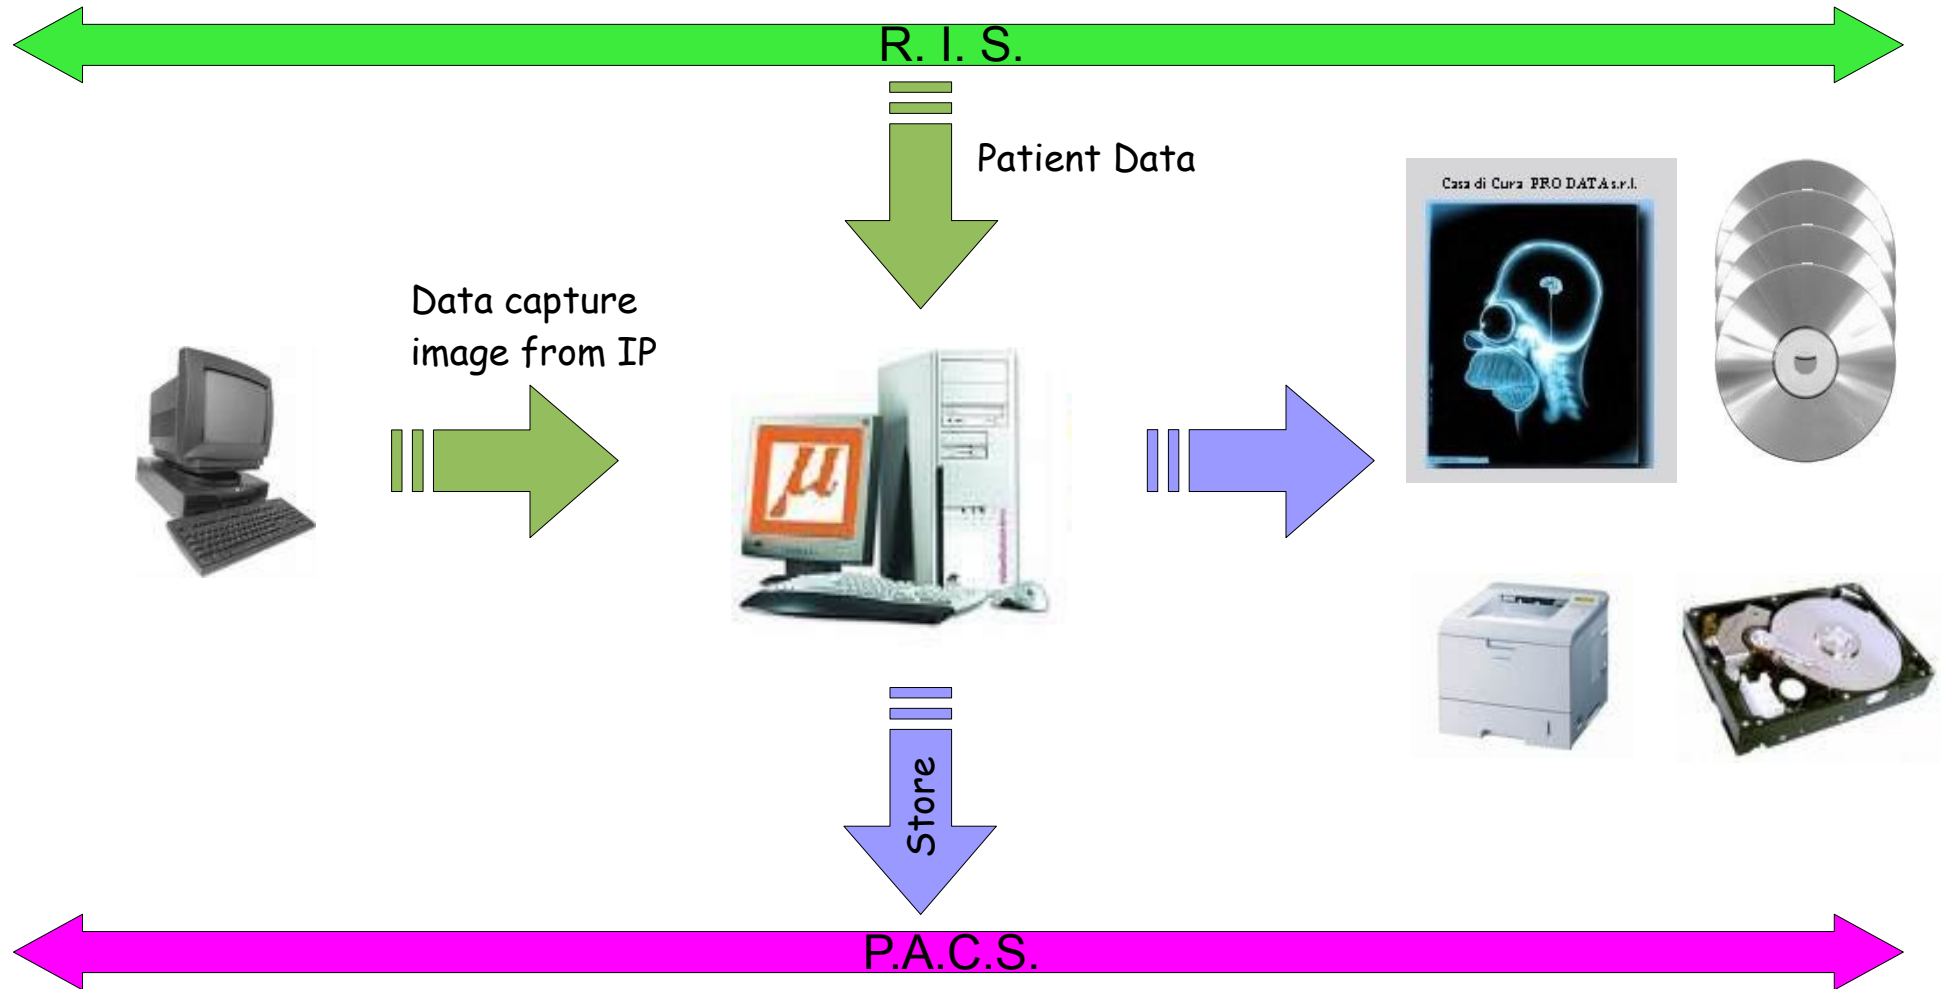 R. I. S.
Patient Data
Casa di Cura PRO DATA s.r.l.
Data capture
image from IP
µ
Store
P.A.C.S.